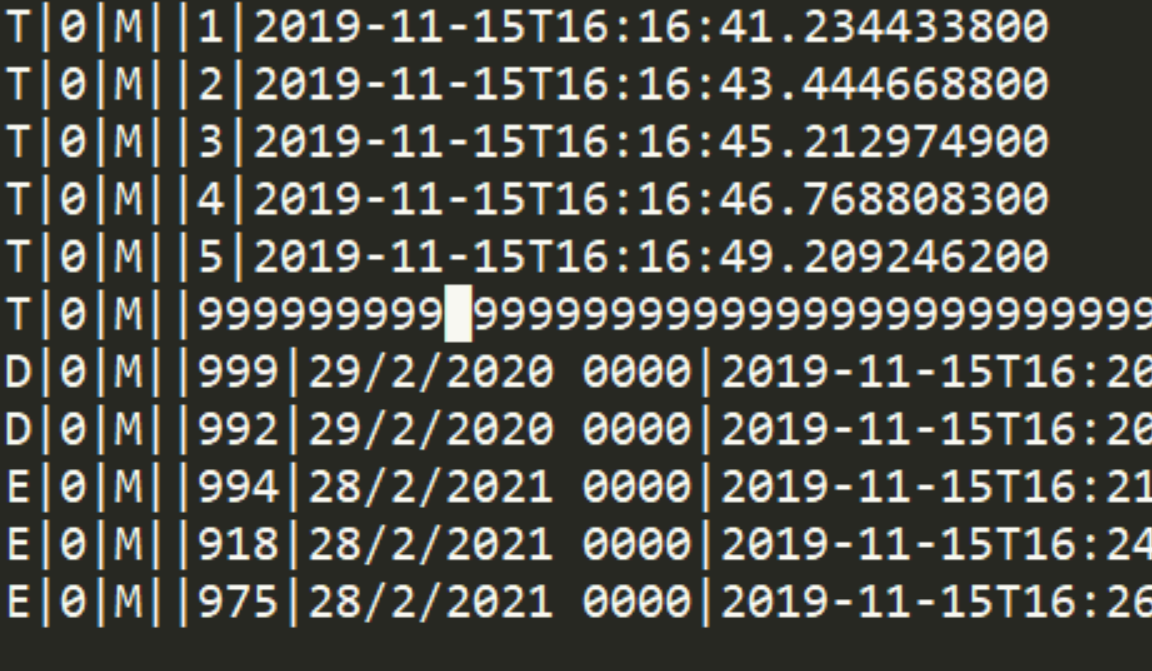 T|0|M||1|2019-11-15T16:16:41.234433800
T|0|M||2|2019-11-15T16:16:43.444668800
T|0|M||3|2019-11-15T16:16:45.212974900
T|0|M||4|2019-11-15T16:16:46.768808300
T|0|M||5|2019-11-15T16:16:49.209246200
T|0|M||999999999 9999999999999999999999999
D|0|M||999|29/2/2020 0000|2019-11-15T16:20
D|0|M||992|29/2/2020 0000|2019-11-15T16:20
E|0|M||994|28/2/2021 0000|2019-11-15T16:21
E|0|M||918|28/2/2021 0000|2019-11-15T16:24
E|0|M||975|28/2/2021 0000|2019-11-15T16:26